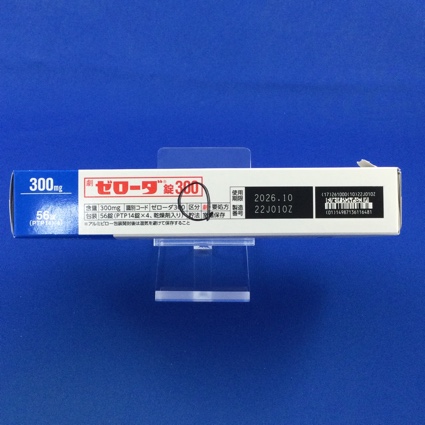 300mg
56錠
劇 ゼローダ®錠300
含量 300mg 識別コード ゼローダ300 区分 劇 要処方
包装 56錠(PTP14錠×4、乾燥剤入り) 貯法 室温保存
※アルミピロー包装開封後は湿気を避けて保存すること
使用期限 2026.10
製造番号 22J010Z
(17)261000(10)22J010Z
(01)14987136116481